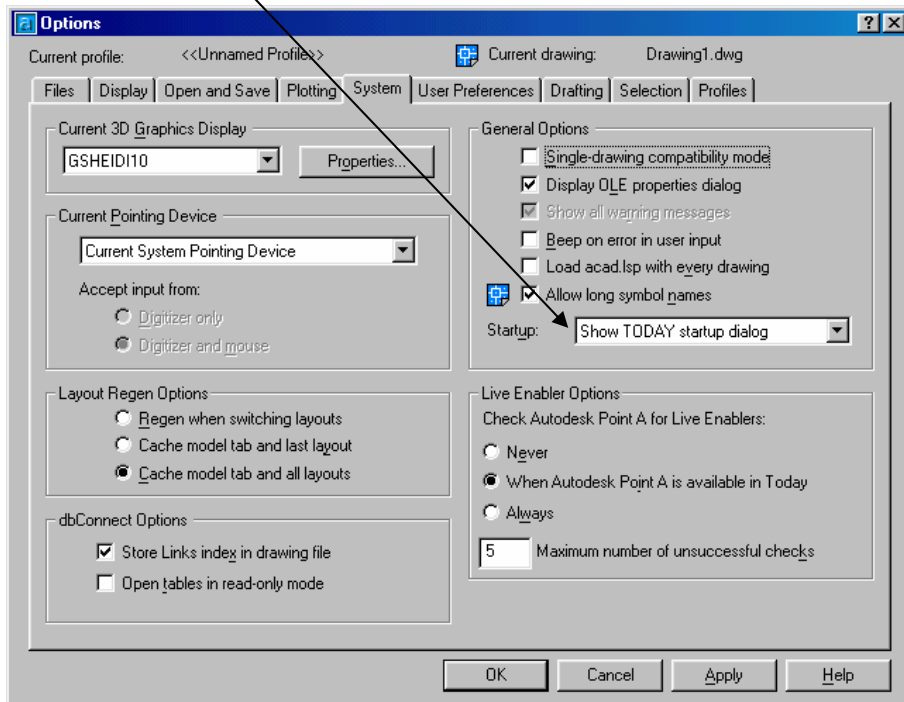 Options
Current profile: <<Unnamed Profile>> Current drawing: Drawing1.dwg
Files Display Open and Save Plotting System User Preferences Drafting Selection Profiles
Current 3D Graphics Display
GSHEIDI10 Properties...
Current Pointing Device
Current System Pointing Device
Accept input from:
Digitizer only
Digitizer and mouse
Layout Regen Options
Regen when switching layouts
Cache model tab and last layout
Cache model tab and all layouts
dbConnect Options
Store Links index in drawing file
Open tables in read-only mode
General Options
Single-drawing compatibility mode
Display OLE properties dialog
Show all warning messages
Beep on error in user input
Load acad.lsp with every drawing
Allow long symbol names
Startup: Show TODAY startup dialog
Live Enabler Options
Check Autodesk Point A for Live Enablers:
Never
When Autodesk Point A is available in Today
Always
5 Maximum number of unsuccessful checks
OK Cancel Apply Help